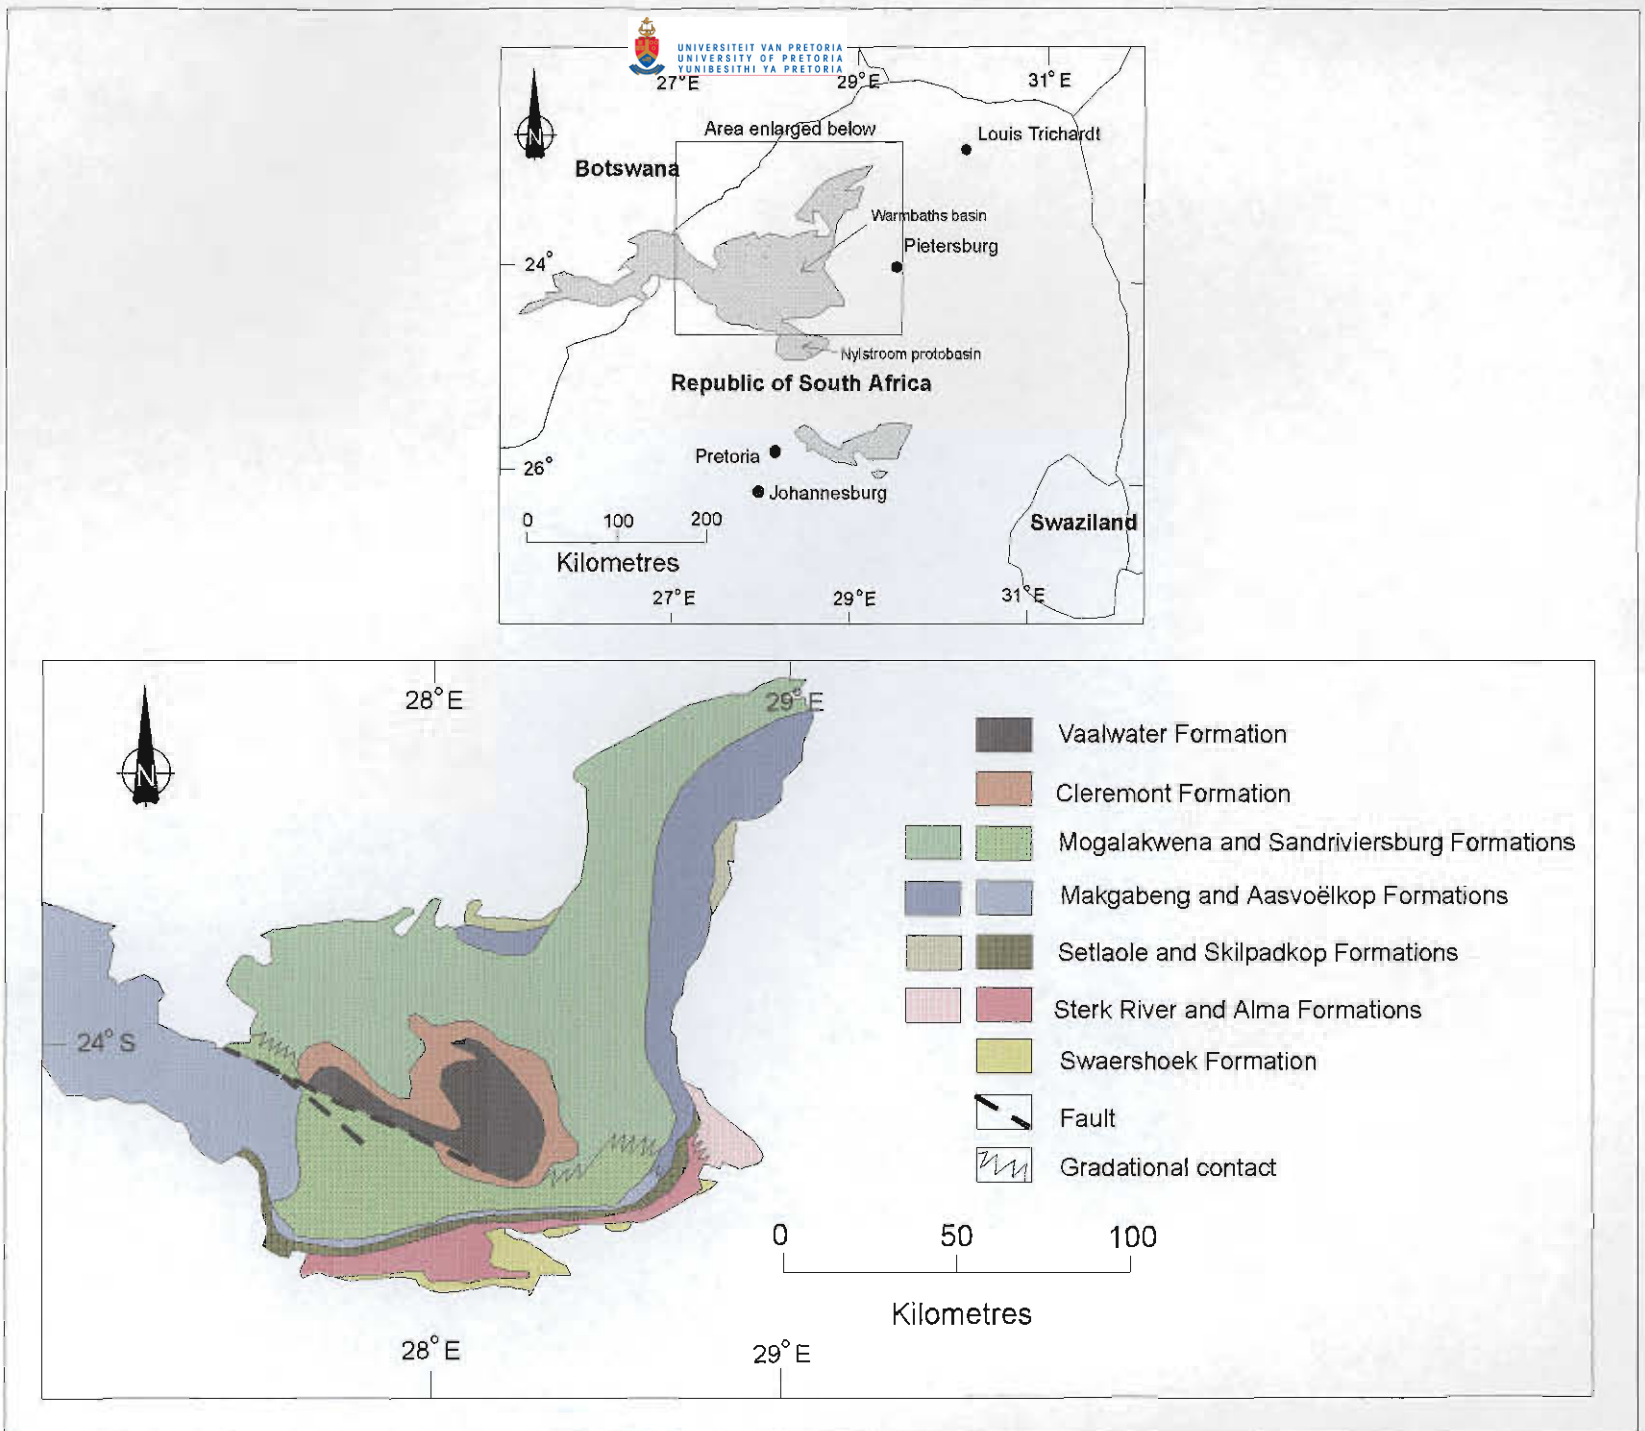 UNIVERSITEIT VAN PRETORIA
UNIVERSITY OF PRETORIA
YUNIBESITHI YA PRETORIA
27°E 29°E 31°E
N
Area enlarged below
Louis Trichardt
Botswana
Warmbaths basin
Pietersburg
24°
Nylstroom protobasin
Republic of South Africa
Pretoria
26°
Johannesburg
0 100 200
Swaziland
Kilometres
27°E 29°E 31°E
28°E 29°E
N
Vaalwater Formation
Cleremont Formation
Mogalakwena and Sandriviersburg Formations
Makgabeng and Aasvoëlkop Formations
Setlaole and Skilpadkop Formations
Sterk River and Alma Formations
24°S
Swaershoek Formation
Fault
Gradational contact
0 50 100
Kilometres
28°E 29°E